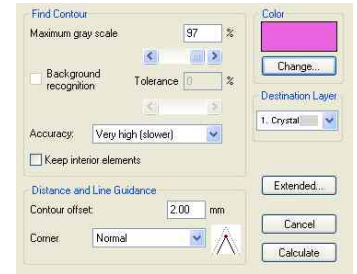 Find Contour
Maximum gray scale 97 %
Background recognition
Tolerance 0 %
Accuracy: Very high (slower)
Keep interior elements
Distance and Line Guidance
Contour offset: 2.00 mm
Corner Normal
Color
Change...
Destination Layer
1. Crystal
Extended...
Cancel
Calculate